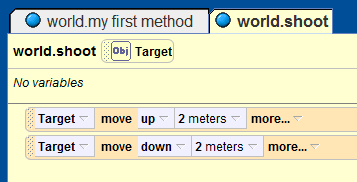 world.my first method world.shoot
world.shoot Obj Target
No variables
Target move up 2 meters more...
Target move down 2 meters more...